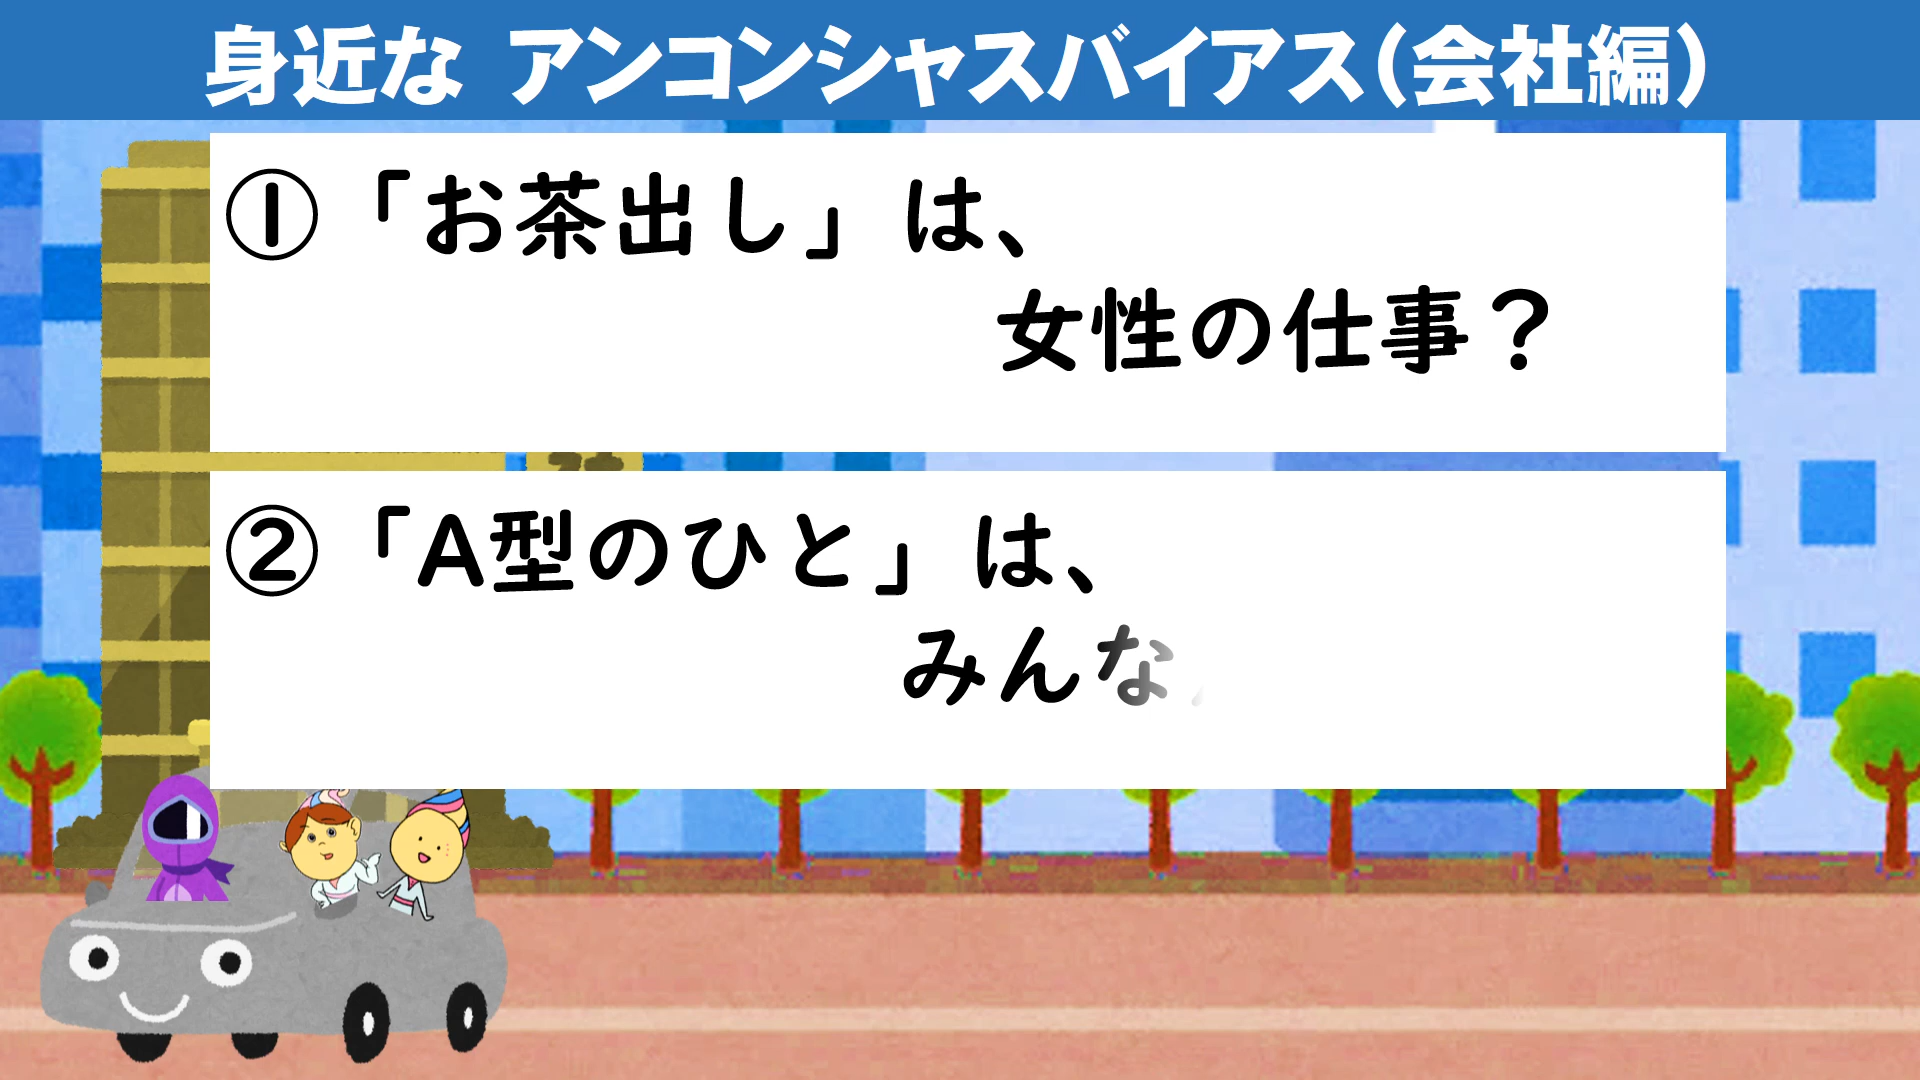 身近な アンコンシャスバイアス（会社編）
①「お茶出し」は、
女性の仕事？
②「A型のひと」は、
みんな